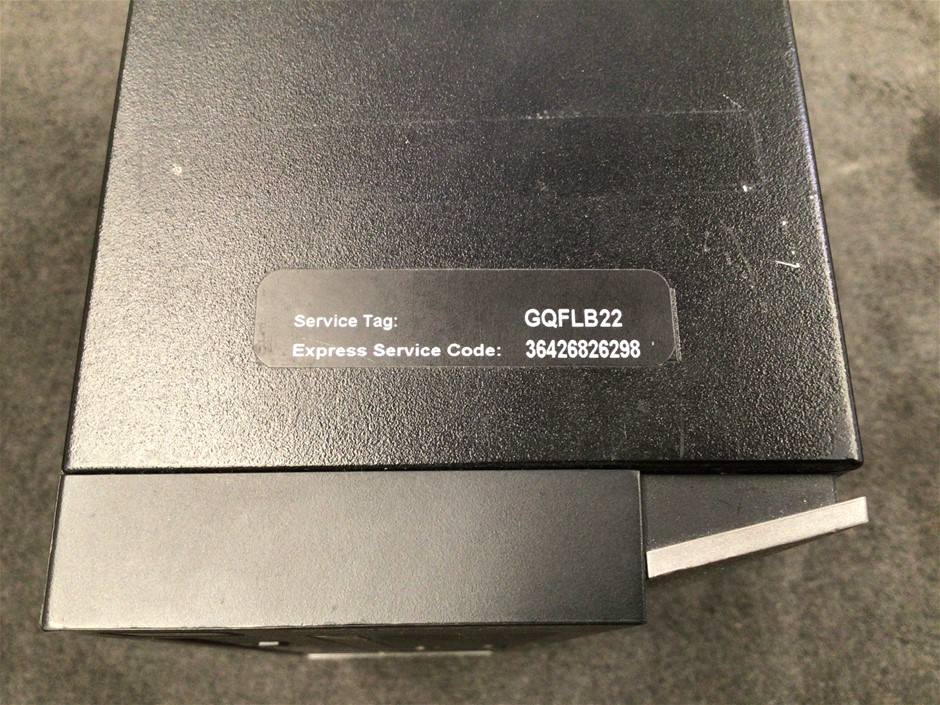 Service Tag: GQFLB22
Express Service Code: 36426826298